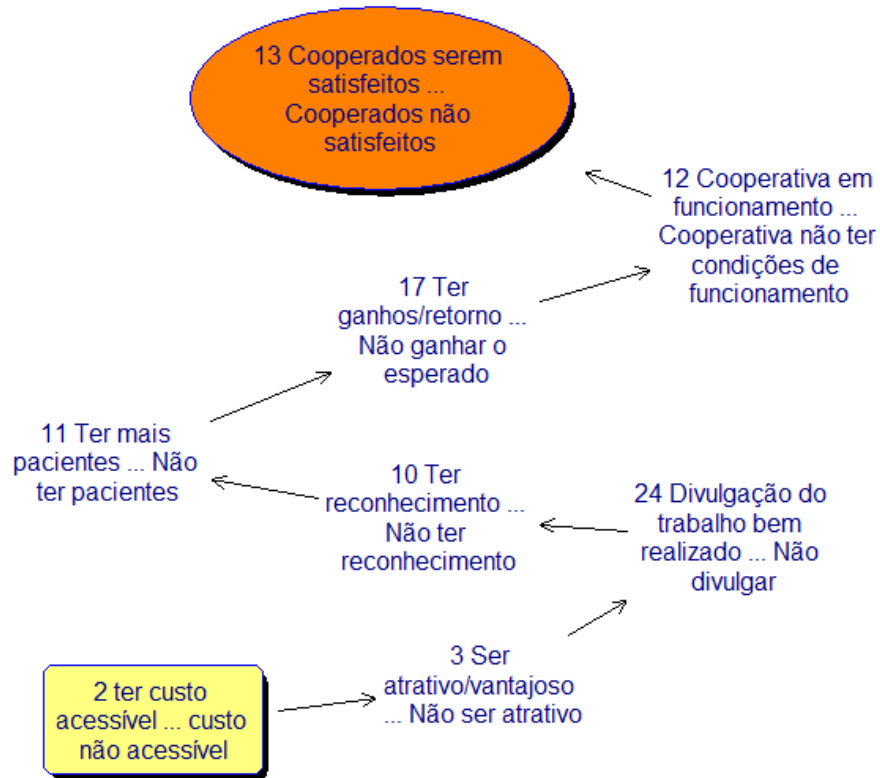 13 Cooperados serem
satisfeitos ...
Cooperados não
satisfeitos
12 Cooperativa em
funcionamento ...
Cooperativa não ter
condições de
funcionamento
17 Ter
ganhos/retorno ...
Não ganhar o
esperado
11 Ter mais
pacientes ... Não
ter pacientes
10 Ter
reconhecimento ...
Não ter
reconhecimento
24 Divulgação do
trabalho bem
realizado ... Não
divulgar
3 Ser
atrativo/vantajoso
... Não ser atrativo
2 ter custo
acessível ... custo
não acessível